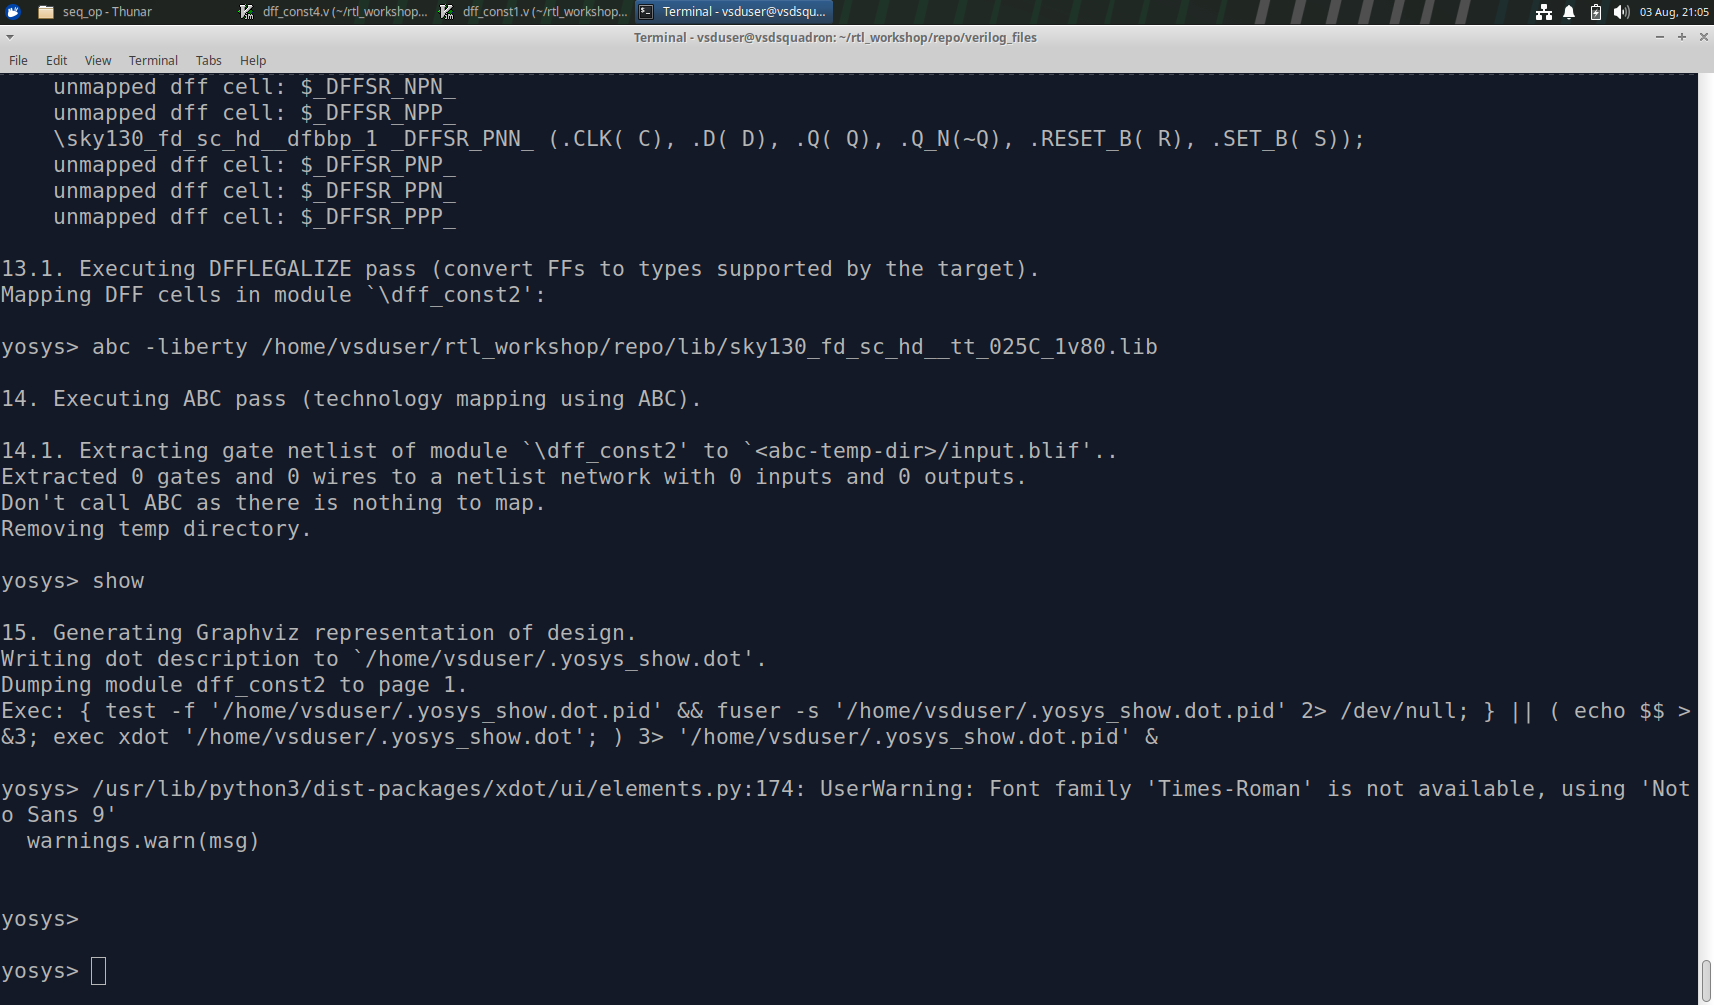 seq_op - Thunar
dff_const4.v (~/rtl_workshop...
dff_const1.v (~/rtl_workshop...
Terminal - vsduser@vsdsqu...
03 Aug, 21:05
Terminal - vsduser@vsdsquadron: ~/rtl_workshop/repo/verilog_files
File Edit View Terminal Tabs Help
unmapped dff cell: $_DFFSR_NPN_
unmapped dff cell: $_DFFSR_NPP_
\sky130_fd_sc_hd__dfbbp_1 _DFFSR_PNN_ (.CLK( C), .D( D), .Q( Q), .Q_N(~Q), .RESET_B( R), .SET_B( S));
unmapped dff cell: $_DFFSR_PNP_
unmapped dff cell: $_DFFSR_PPN_
unmapped dff cell: $_DFFSR_PPP_
13.1. Executing DFFLEGALIZE pass (convert FFs to types supported by the target).
Mapping DFF cells in module `\dff_const2':
yosys> abc -liberty /home/vsduser/rtl_workshop/repo/lib/sky130_fd_sc_hd__tt_025C_1v80.lib
14. Executing ABC pass (technology mapping using ABC).
14.1. Extracting gate netlist of module `\dff_const2' to `<abc-temp-dir>/input.blif'..
Extracted 0 gates and 0 wires to a netlist network with 0 inputs and 0 outputs.
Don't call ABC as there is nothing to map.
Removing temp directory.
yosys> show
15. Generating Graphviz representation of design.
Writing dot description to `/home/vsduser/.yosys_show.dot'.
Dumping module dff_const2 to page 1.
Exec: { test -f '/home/vsduser/.yosys_show.dot.pid' && fuser -s '/home/vsduser/.yosys_show.dot.pid' 2> /dev/null; } || ( echo $$ >
&3; exec xdot '/home/vsduser/.yosys_show.dot'; ) 3> '/home/vsduser/.yosys_show.dot.pid' &
yosys> /usr/lib/python3/dist-packages/xdot/ui/elements.py:174: UserWarning: Font family 'Times-Roman' is not available, using 'Not
o Sans 9'
warnings.warn(msg)
yosys>
yosys>